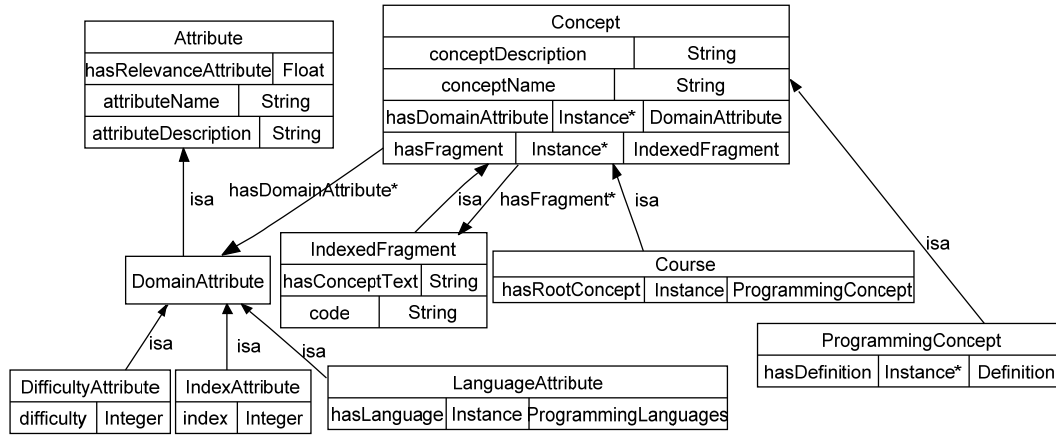 Attribute
hasRelevanceAttribute Float
attributeName String
attributeDescription String
Concept
conceptDescription String
conceptName String
hasDomainAttribute Instance* DomainAttribute
hasFragment Instance* IndexedFragment
isa
hasDomainAttribute*
isa
hasFragment*
isa
isa
DomainAttribute
IndexedFragment
hasConceptText String
code String
Course
hasRootConcept Instance ProgrammingConcept
ProgrammingConcept
hasDefinition Instance* Definition
isa
isa
isa
DifficultyAttribute
difficulty Integer
IndexAttribute
index Integer
LanguageAttribute
hasLanguage Instance ProgrammingLanguages